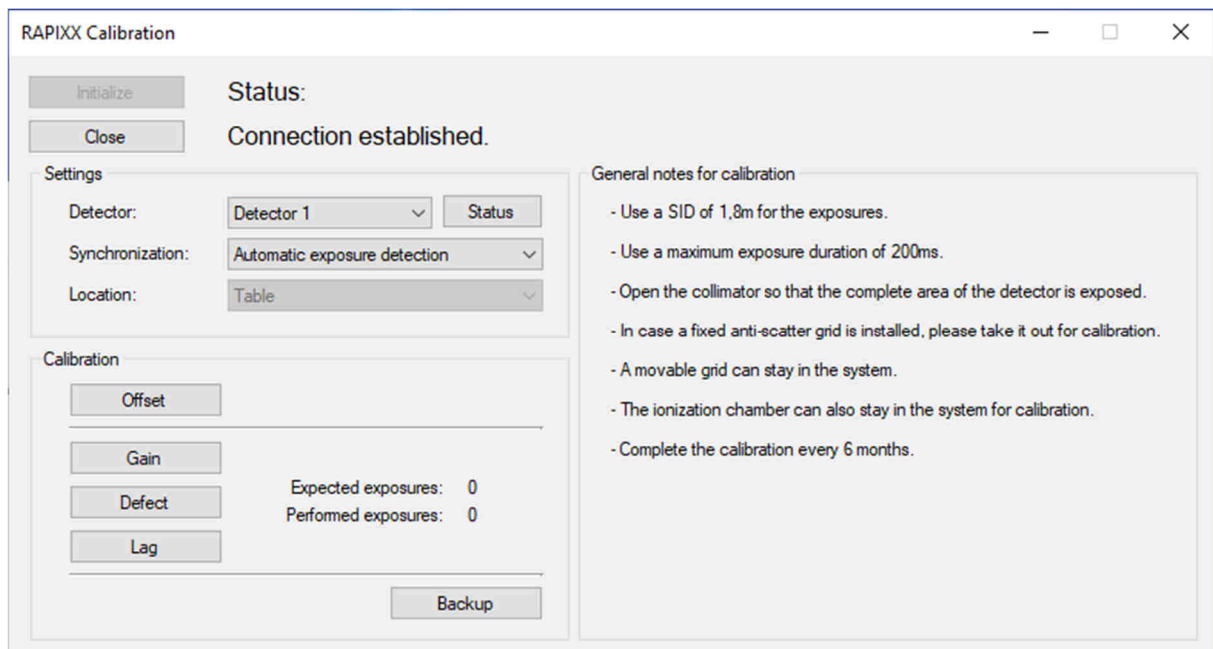 RAPIXX Calibration
Initialize
Status:
Close
Connection established.
Settings
Detector:
Detector 1
Status
Synchronization:
Automatic exposure detection
Location:
Table
Calibration
Offset
Gain
Defect
Lag
Expected exposures: 0
Performed exposures: 0
Backup
General notes for calibration
- Use a SID of 1,8m for the exposures.
- Use a maximum exposure duration of 200ms.
- Open the collimator so that the complete area of the detector is exposed.
- In case a fixed anti-scatter grid is installed, please take it out for calibration.
- A movable grid can stay in the system.
- The ionization chamber can also stay in the system for calibration.
- Complete the calibration every 6 months.